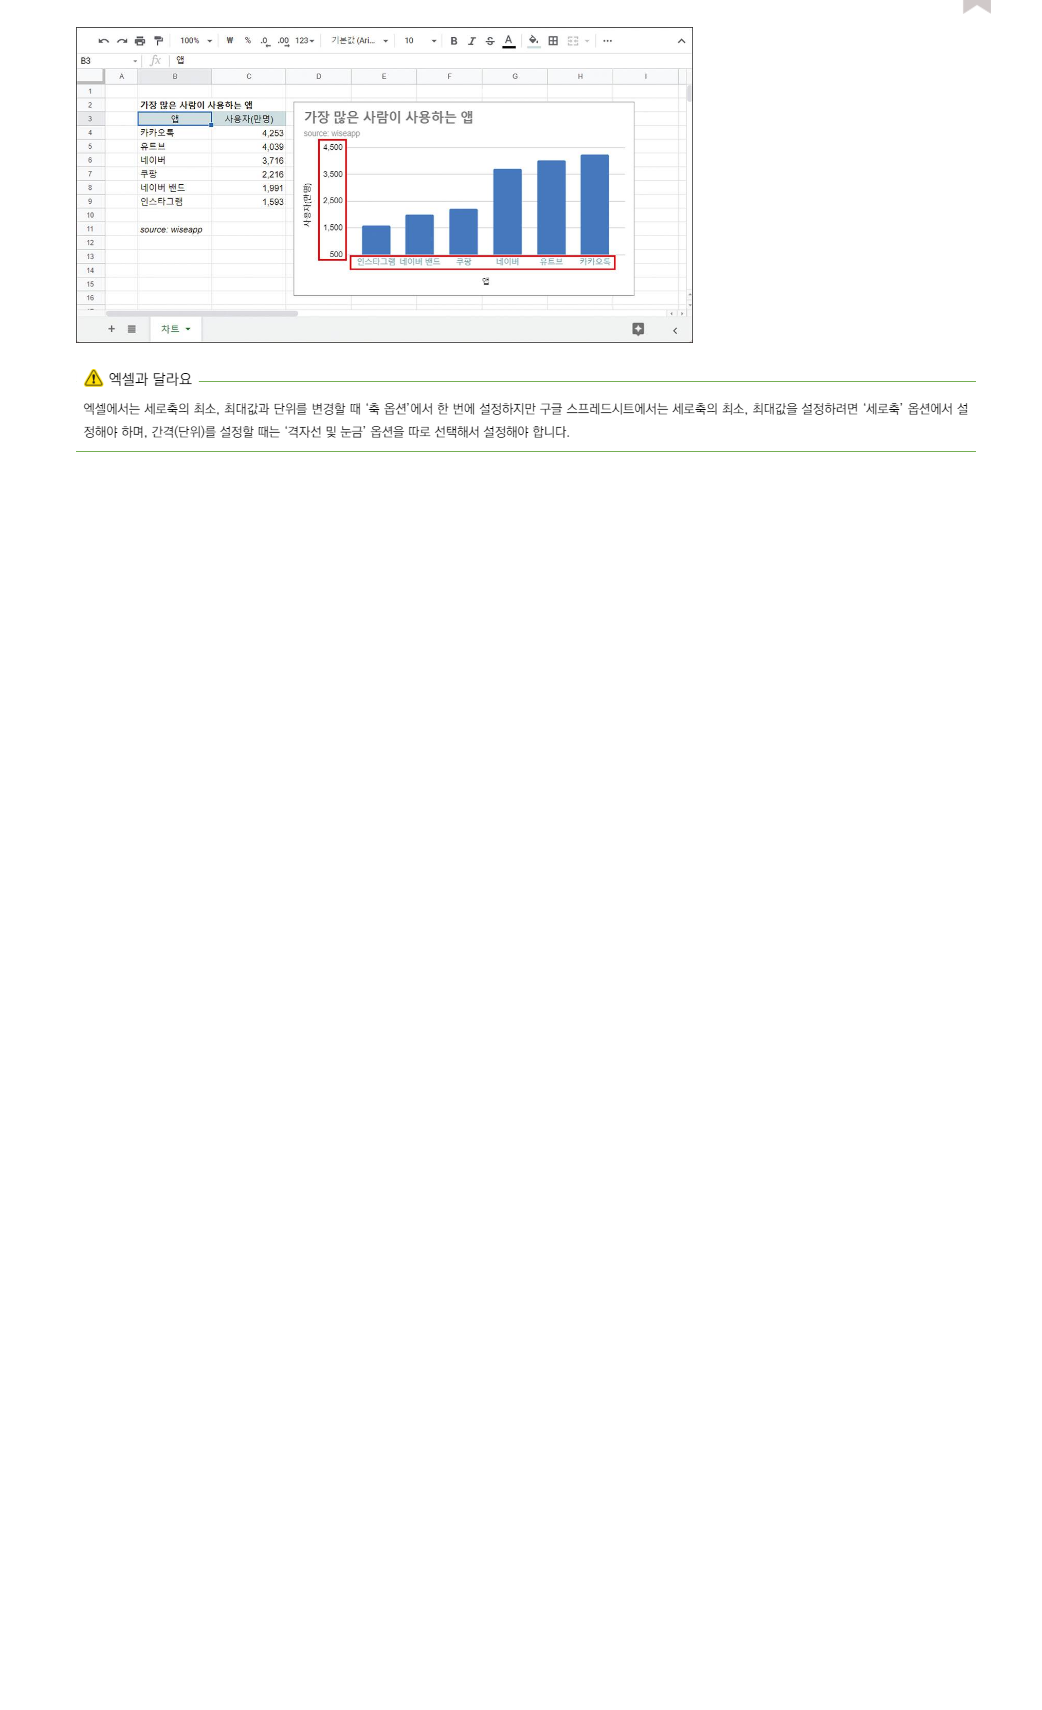 100% ₩ % .0 .00 123 기본값 (Ari... 10 B I S A ...
B3 fx 앱
A B C D E F G H I
1
2 가장 많은 사람이 사용하는 앱
3 앱 사용자(만명)
4 카카오톡 4,253
5 유튜브 4,039
6 네이버 3,716
7 쿠팡 2,216
8 네이버 밴드 1,991
9 인스타그램 1,593
10
11 source: wiseapp
12
13
14
15
16
가장 많은 사람이 사용하는 앱
source: wiseapp
사용자(만명)
4,500
3,500
2,500
1,500
500
인스타그램 네이버 밴드 쿠팡 네이버 유튜브 카카오톡
앱
+ 차트
엑셀과 달라요
엑셀에서는 세로축의 최소, 최대값과 단위를 변경할 때 ‘축 옵션’에서 한 번에 설정하지만 구글 스프레드시트에서는 세로축의 최소, 최대값을 설정하려면 ‘세로축’ 옵션에서 설
정해야 하며, 간격(단위)를 설정할 때는 ‘격자선 및 눈금’ 옵션을 따로 선택해서 설정해야 합니다.